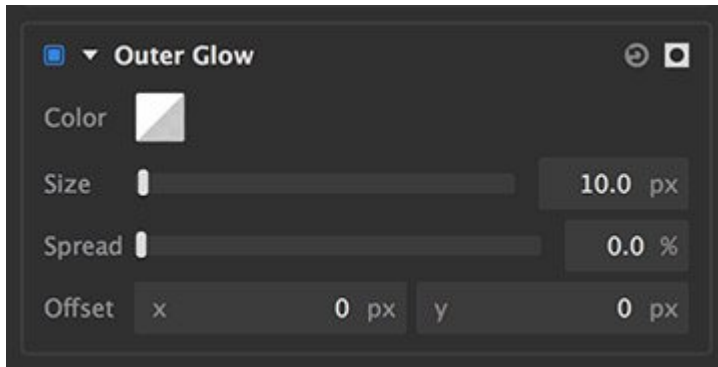 Outer Glow
Color
Size 10.0 px
Spread 0.0 %
Offset x 0 px y 0 px